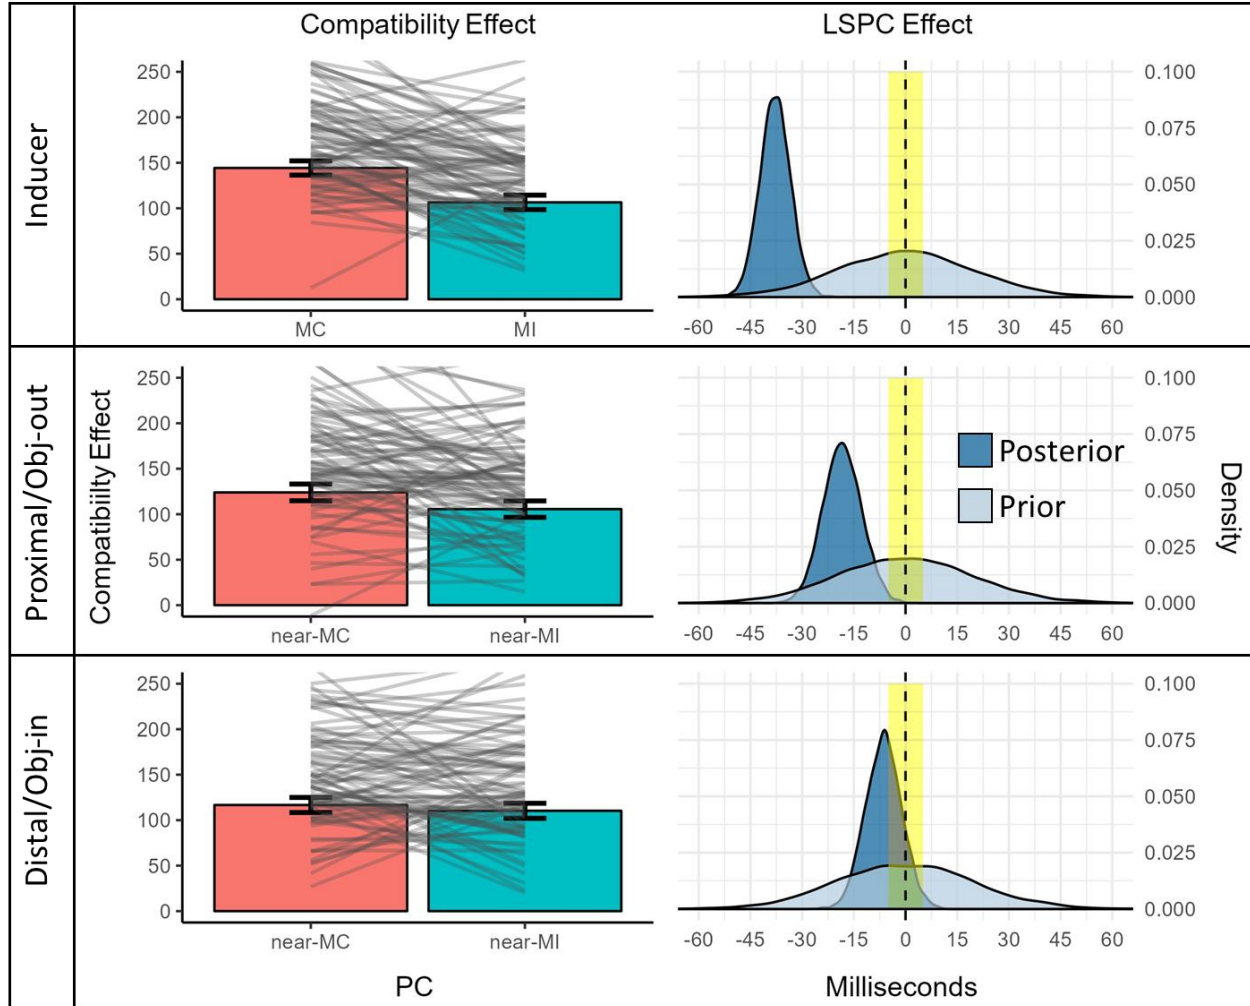 Compatibility Effect
LSPC Effect
Inducer
250
200
150
100
50
0
MC
MI
0.100
0.075
0.050
0.025
0.000
-60 -45 -30 -15 0 15 30 45 60
Proximal/Obj-out
Compatibiilty Effect
250
200
150
100
50
0
near-MC
near-MI
Posterior
Prior
0.100
0.075
0.050
0.025
0.000
Density
-60 -45 -30 -15 0 15 30 45 60
Distal/Obj-in
250
200
150
100
50
0
near-MC
near-MI
0.100
0.075
0.050
0.025
0.000
-60 -45 -30 -15 0 15 30 45 60
PC
Milliseconds